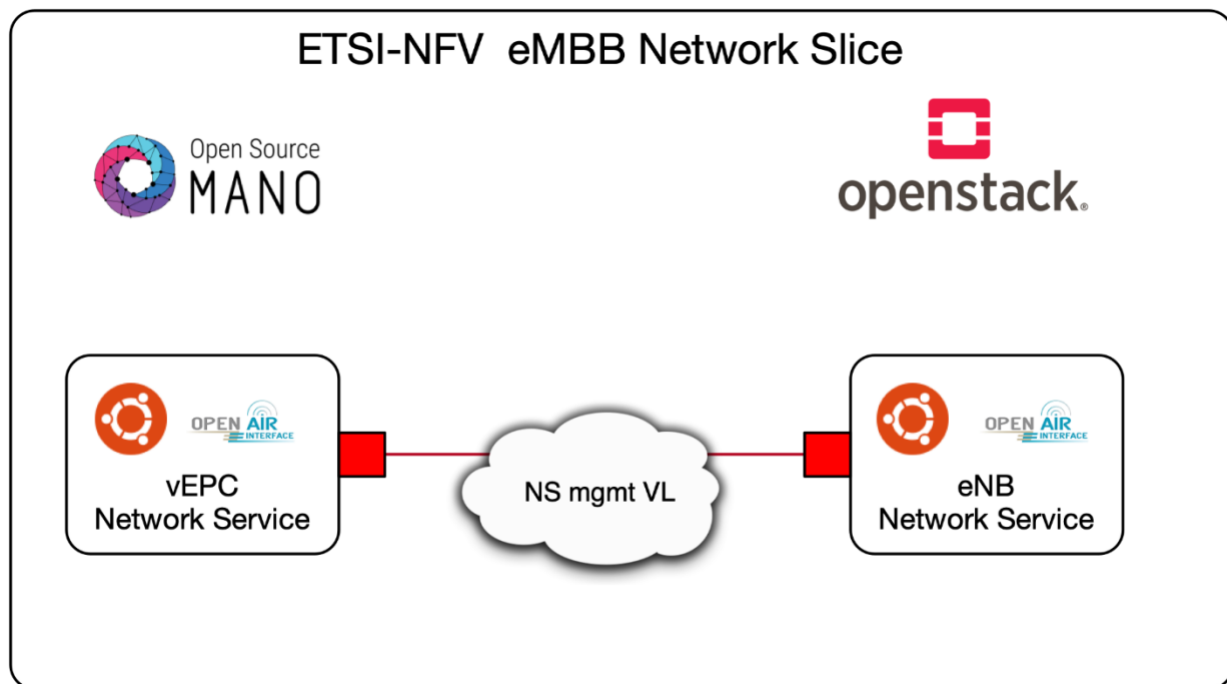 ETSI-NFV eMBB Network Slice
Open Source
MANO
openstack®
OPEN AIR
INTERFACE
vEPC
Network Service
NS mgmt VL
OPEN AIR
INTERFACE
eNB
Network Service